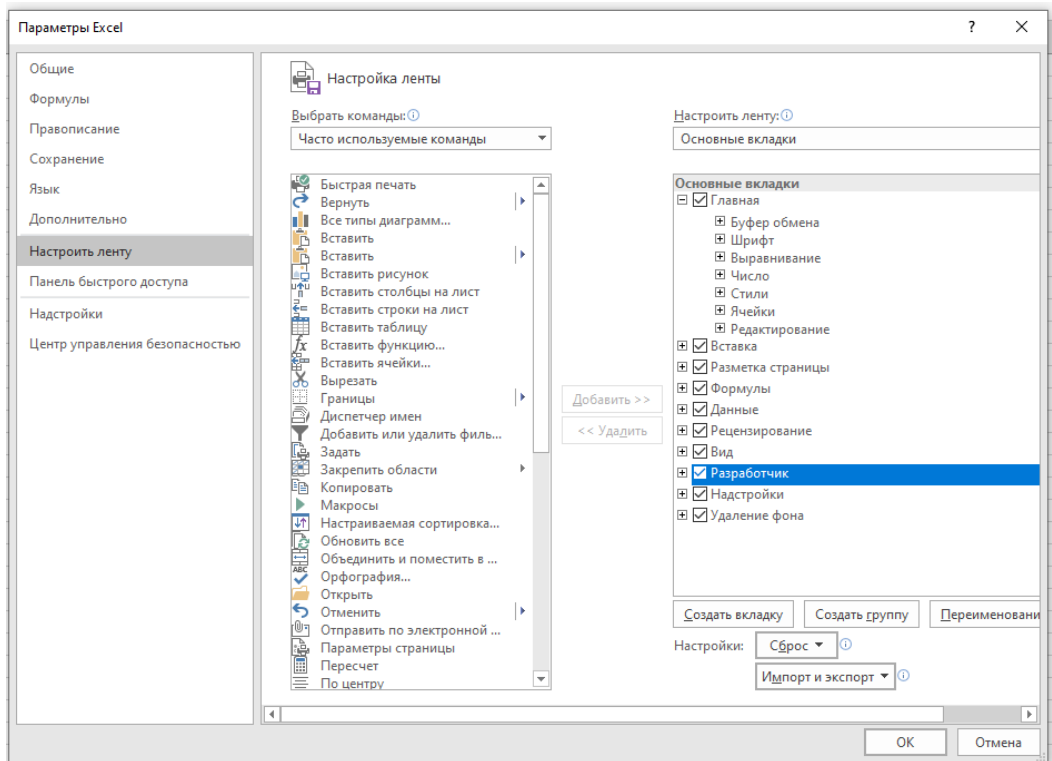 Параметры Excel
?
Общие
Формулы
Правописание
Сохранение
Язык
Дополнительно
Настроить ленту
Панель быстрого доступа
Надстройки
Центр управления безопасностью
Настройка ленты
Выбрать команды:
Часто используемые команды
Быстрая печать
Вернуть
Все типы диаграмм...
Вставить
Вставить
Вставить рисунок
Вставить столбцы на лист
Вставить строки на лист
Вставить таблицу
Вставить функцию...
Вставить ячейки...
Вырезать
Границы
Диспетчер имен
Добавить или удалить филь...
Задать
Закрепить области
Копировать
Макросы
Настраиваемая сортировка...
Обновить все
Объединить и поместить в ...
Орфография...
Открыть
Отменить
Отправить по электронной ...
Параметры страницы
Пересчет
По центру
Добавить >>
<< Удалить
Настроить ленту:
Основные вкладки
Основные вкладки
Главная
Буфер обмена
Шрифт
Выравнивание
Число
Стили
Ячейки
Редактирование
Вставка
Разметка страницы
Формулы
Данные
Рецензирование
Вид
Разработчик
Надстройки
Удаление фона
Создать вкладку
Создать группу
Переименовани
Настройки:
Сброс
Импорт и экспорт
ОК
Отмена